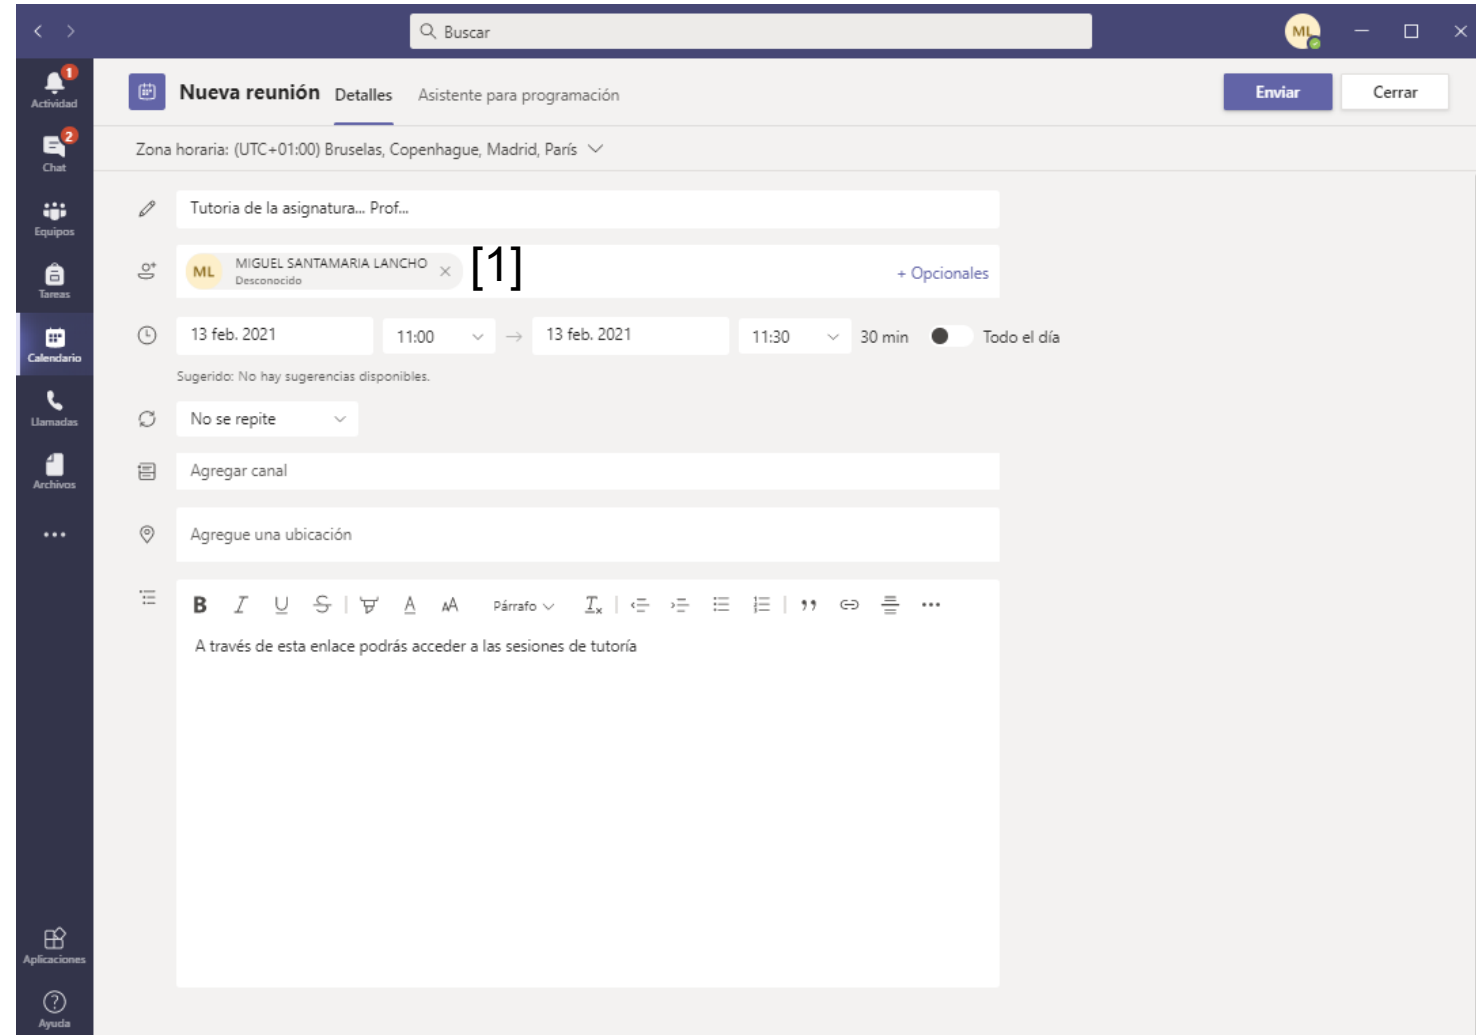 Buscar
ML
1
Actividad
2
Chat
Equipos
Tareas
Calendario
Llamadas
Archivos
Aplicaciones
Ayuda
Nueva reunión Detalles Asistente para programación Enviar Cerrar
Zona horaria: (UTC+01:00) Bruselas, Copenhague, Madrid, París
Tutoria de la asignatura... Prof...
ML MIGUEL SANTAMARIA LANCHO [1]
Desconocido
+ Opcionales
13 feb. 2021 11:00 → 13 feb. 2021 11:30 30 min Todo el día
Sugerido: No hay sugerencias disponibles.
No se repite
Agregar canal
Agregue una ubicación
B I U S A AA Párrafo Tx
A través de esta enlace podrás acceder a las sesiones de tutoría